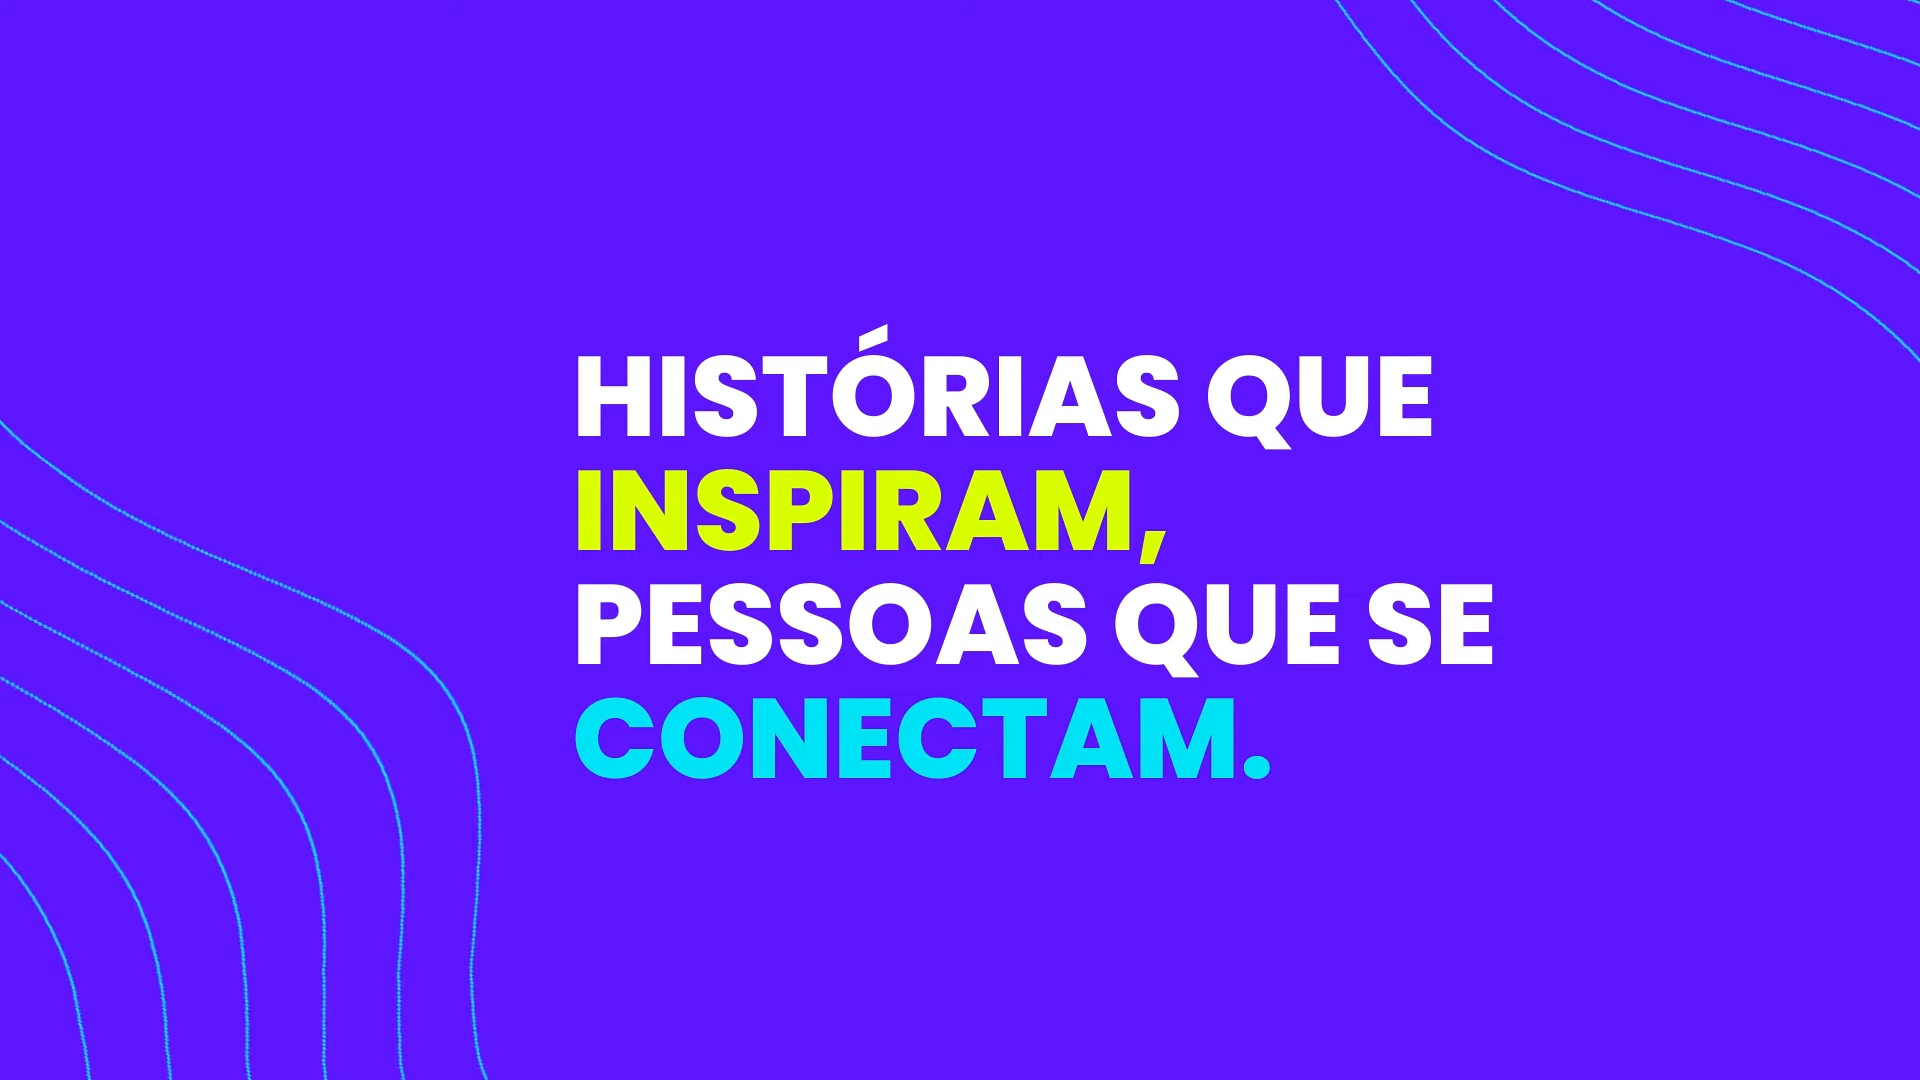 HISTÓRIAS QUE
INSPIRAM,
PESSOAS QUE SE
CONECTAM.